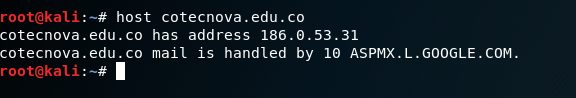 root@kali:~# host cotecnova.edu.co
cotecnova.edu.co has address 186.0.53.31
cotecnova.edu.co mail is handled by 10 ASPMX.L.GOOGLE.COM.
root@kali:~#